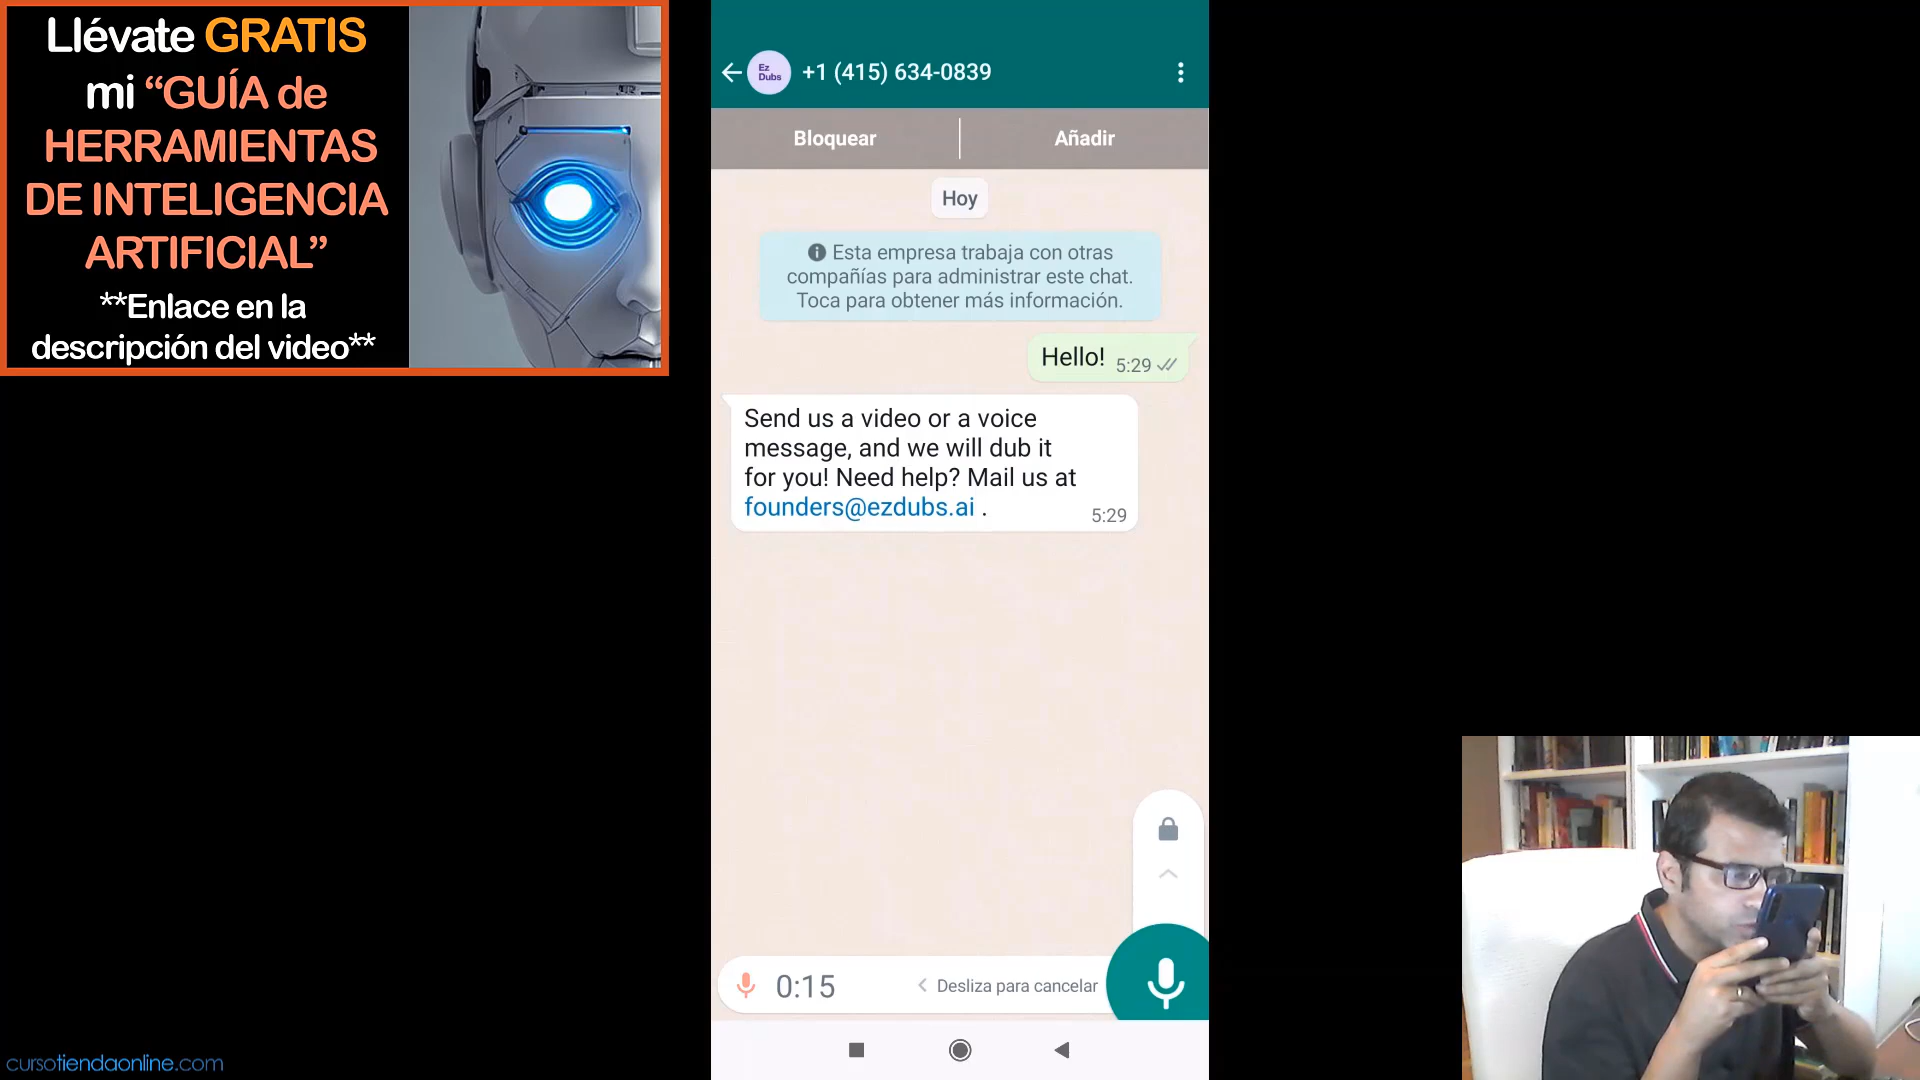 Llévate GRATIS
mi “GUÍA de
HERRAMIENTAS
DE INTELIGENCIA
ARTIFICIAL”
**Enlace en la
descripción del video**
Ez
Dubs
+1 (415) 634-0839
Bloquear
Añadir
Hoy
Esta empresa trabaja con otras
compañías para administrar este chat.
Toca para obtener más información.
Hello! 5:29
Send us a video or a voice
message, and we will dub it
for you! Need help? Mail us at
founders@ezdubs.ai .
5:29
0:15
Desliza para cancelar
cursotiendaonline.com